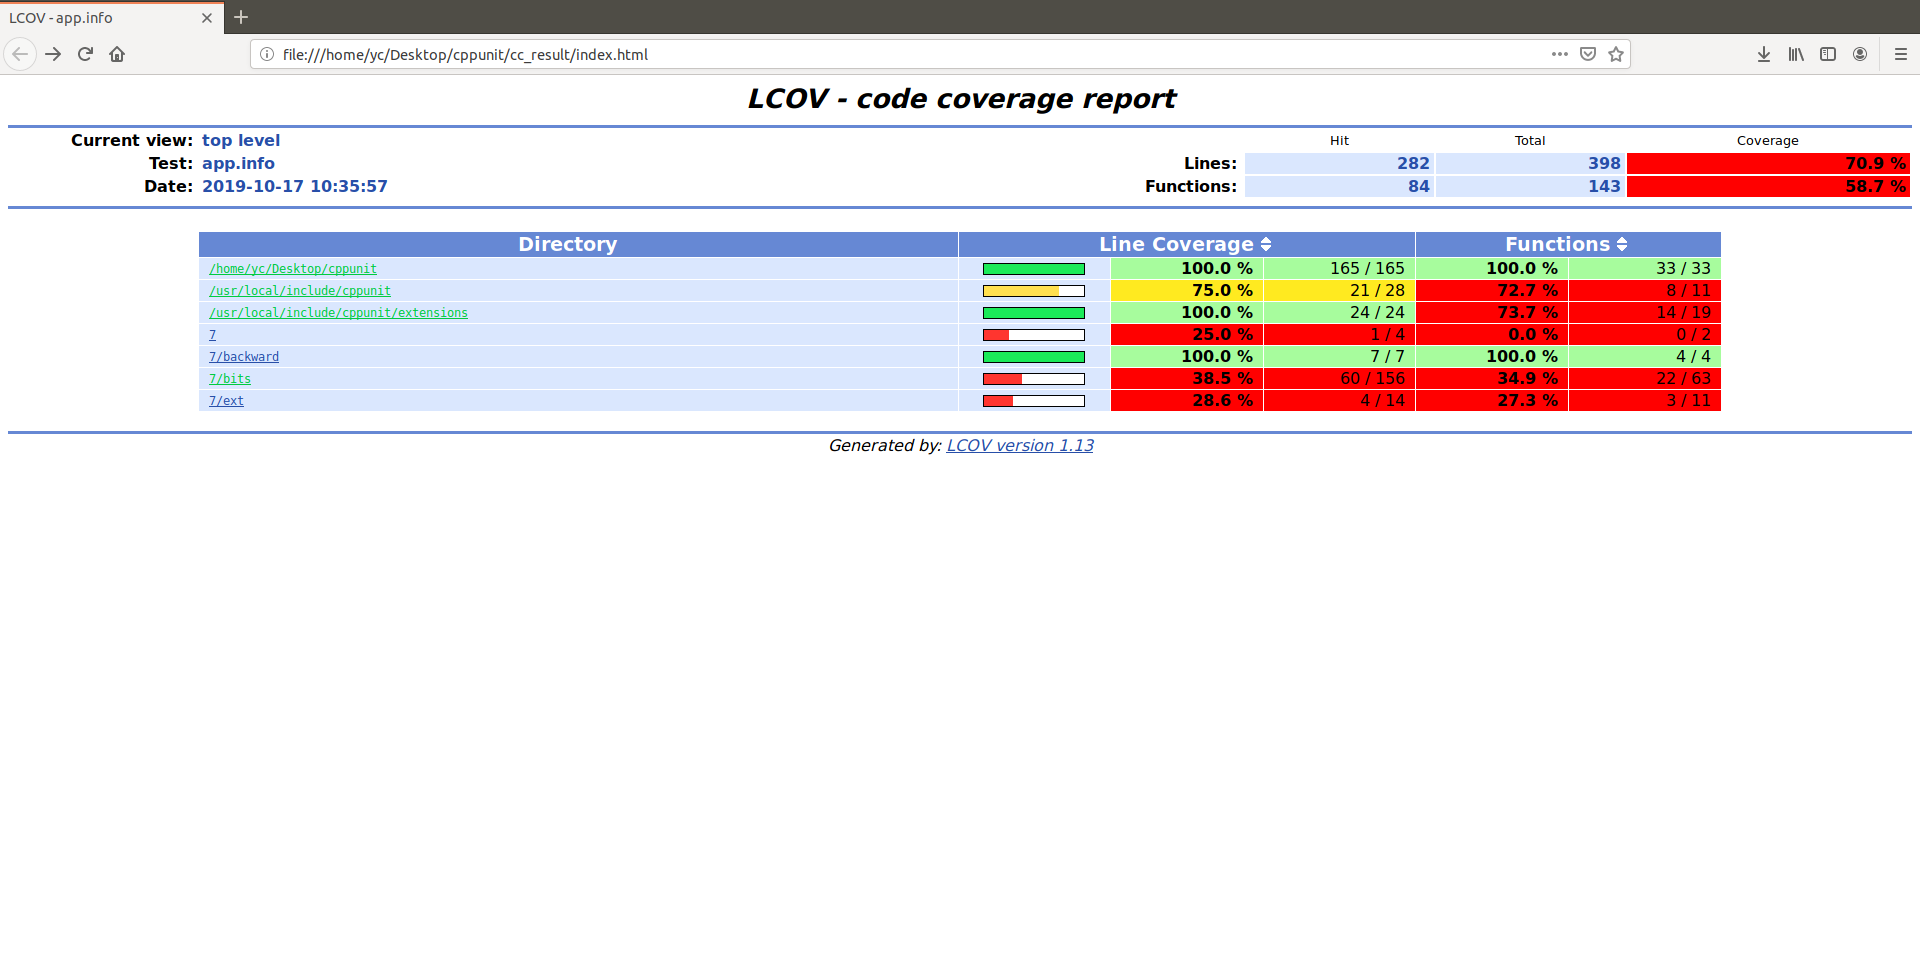 LCOV - app.info
file:///home/yc/Desktop/cppunit/cc_result/index.html
LCOV - code coverage report
Current view: top level Hit Total Coverage
Test: app.info Lines: 282 398 70.9 %
Date: 2019-10-17 10:35:57 Functions: 84 143 58.7 %
Directory Line Coverage Functions
/home/yc/Desktop/cppunit 100.0 % 165 / 165 100.0 % 33 / 33
/usr/local/include/cppunit 75.0 % 21 / 28 72.7 % 8 / 11
/usr/local/include/cppunit/extensions 100.0 % 24 / 24 73.7 % 14 / 19
7 25.0 % 1 / 4 0.0 % 0 / 2
7/backward 100.0 % 7 / 7 100.0 % 4 / 4
7/bits 38.5 % 60 / 156 34.9 % 22 / 63
7/ext 28.6 % 4 / 14 27.3 % 3 / 11
Generated by: LCOV version 1.13